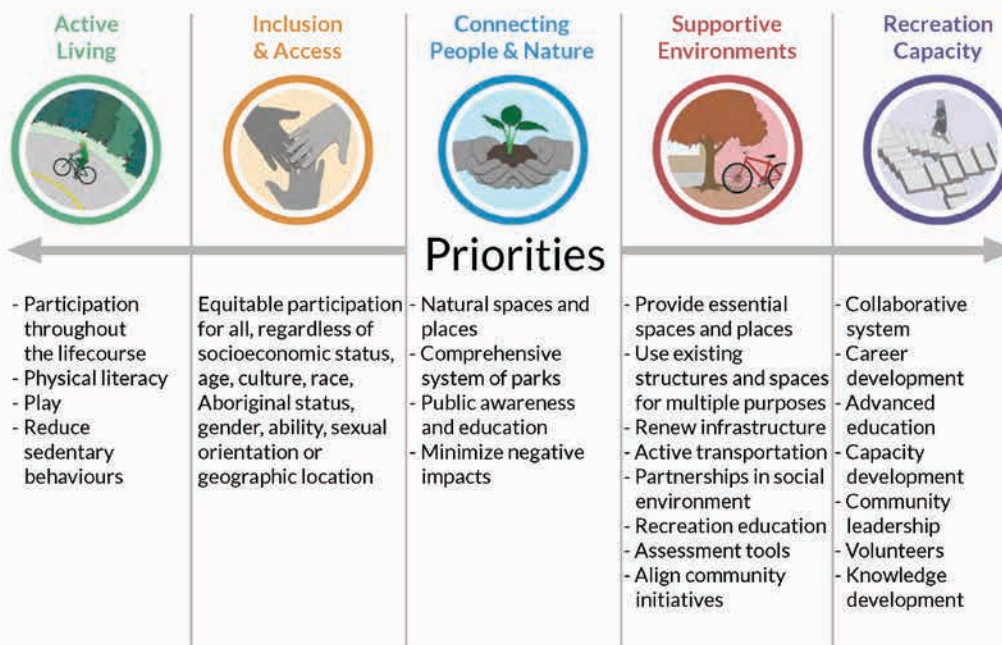 Active
Living
Inclusion
& Access
Connecting
People & Nature
Supportive
Environments
Recreation
Capacity
Priorities
- Participation
throughout
the lifecourse
- Physical literacy
- Play
- Reduce
sedentary
behaviours
Equitable participation
for all, regardless of
socioeconomic status,
age, culture, race,
Aboriginal status,
gender, ability, sexual
orientation or
geographic location
- Natural spaces and
places
- Comprehensive
system of parks
- Public awareness
and education
- Minimize negative
impacts
- Provide essential
spaces and places
- Use existing
structures and spaces
for multiple purposes
- Renew infrastructure
- Active transportation
- Partnerships in social
environment
- Recreation education
- Assessment tools
- Align community
initiatives
- Collaborative
system
- Career
development
- Advanced
education
- Capacity
development
- Community
leadership
- Volunteers
- Knowledge
development